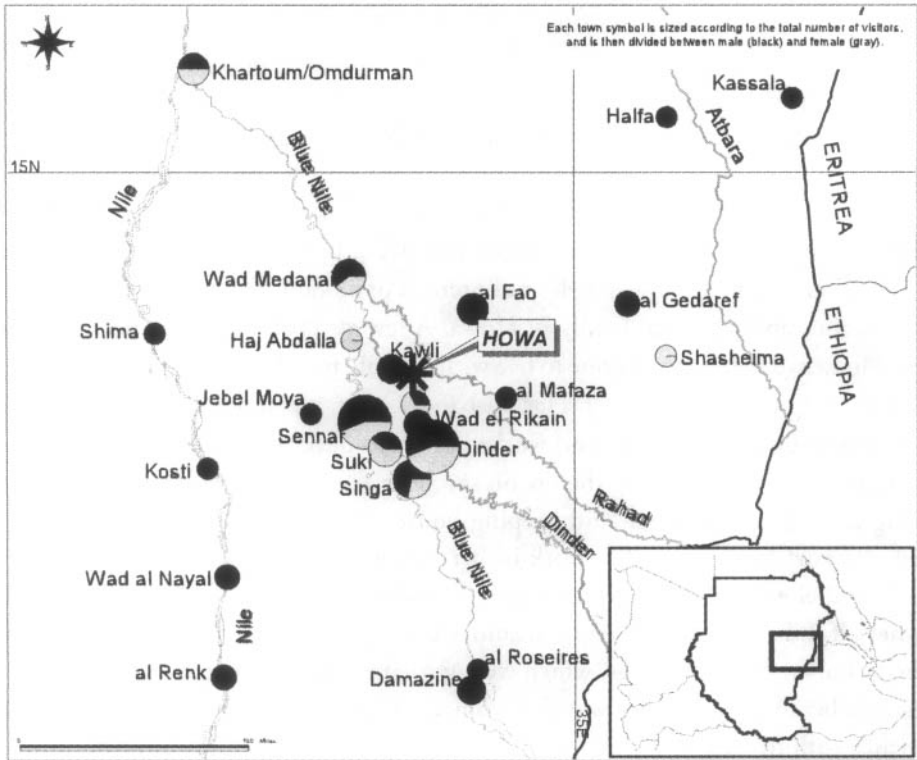 Each town symbol is sized according to the total number of visitors,
and is then divided between male (black) and female (gray).
Khartoum/Omdurman
Kassala
Halfa
Atbara
15N
Blue Nile
Nile
ERITREA
Wad Medanai
al Fao
al Gedaref
ETHIOPIA
Shima
Haj Abdalla
Kawli
HOWA
Shasheima
al Mafaza
Jebel Moya
Wad el Rikain
Sennar
Dinder
Suki
Kosti
Singa
Rahad
Dinder
Blue Nile
Wad al Nayal
Nile
al Renk
al Roseires
Damazine
35E
0